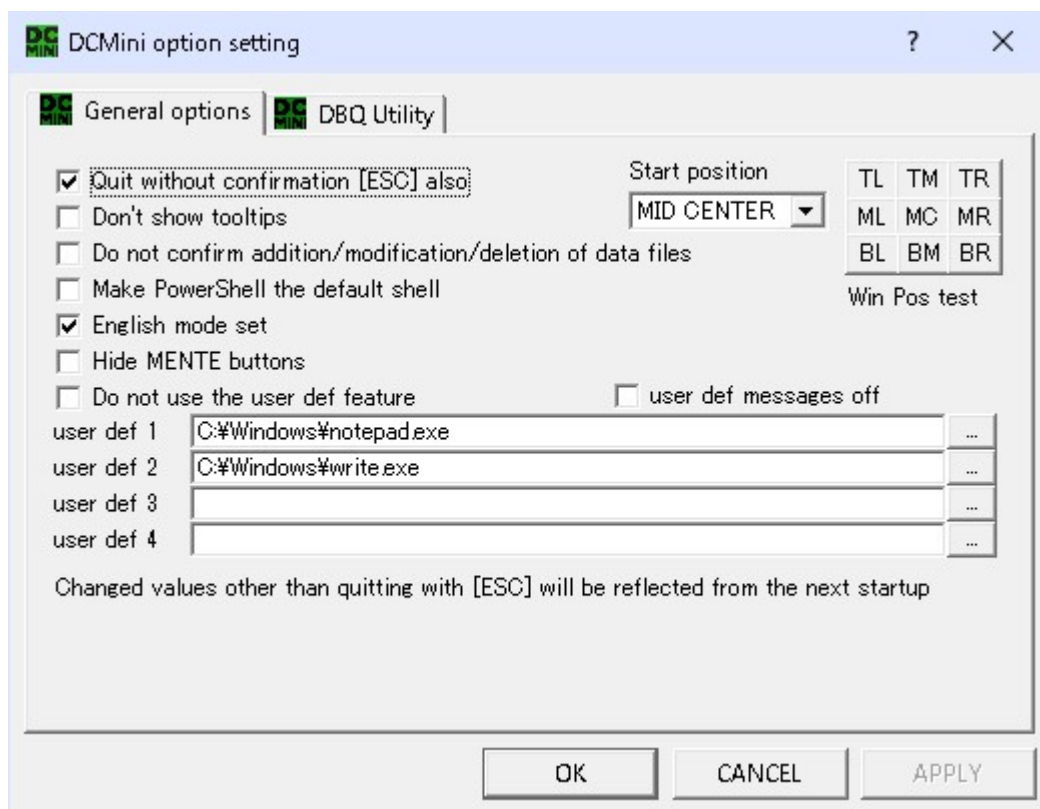 DC MINI DCMini option setting ? ×
DC MINI General options DC MINI DBQ Utility
Quit without confirmation [ESC] also
Start position
Don't show tooltips
MID CENTER
TL TM TR
ML MC MR
BL BM BR
Do not confirm addition/modification/deletion of data files
Make PowerShell the default shell
Win Pos test
English mode set
Hide MENTE buttons
Do not use the user def feature
user def messages off
user def 1 C:¥Windows¥notepad.exe ...
user def 2 C:¥Windows¥write.exe ...
user def 3 ...
user def 4 ...
Changed values other than quitting with [ESC] will be reflected from the next startup
OK CANCEL APPLY